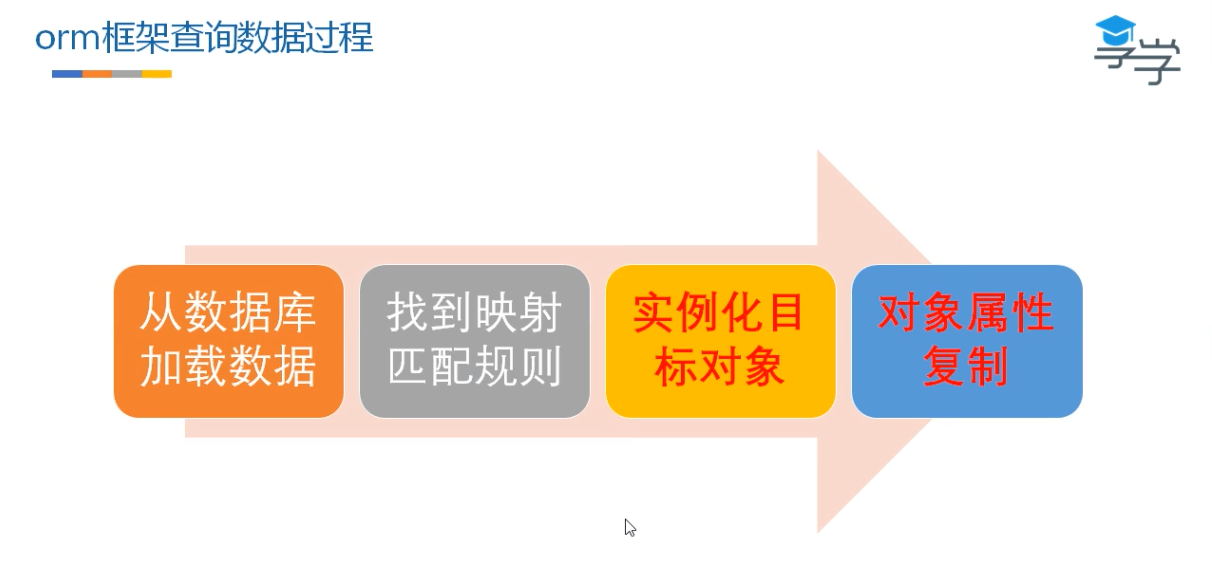 orm框架查询数据过程
享学
从数据库
加载数据
找到映射
匹配规则
实例化目
标对象
对象属性
复制